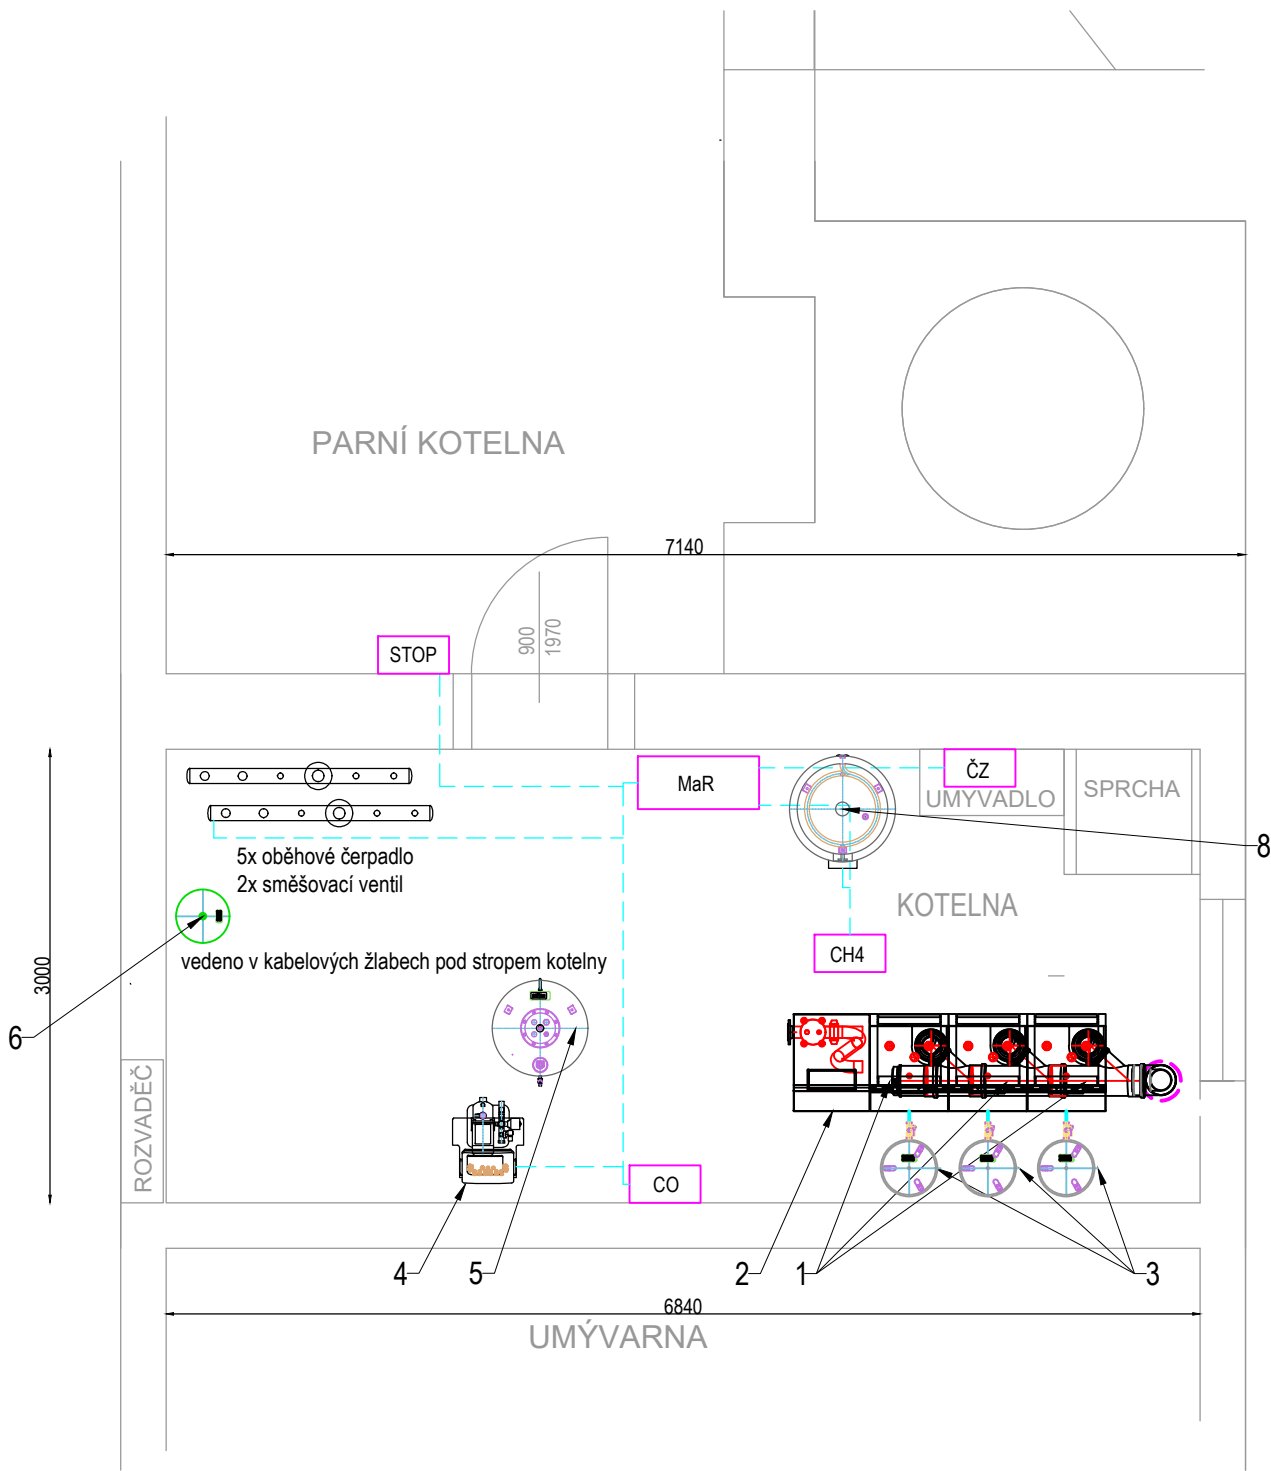 PARNÍ KOTELNA
7140
900
1970
STOP
MaR
ČZ
UMYVADLO
SPRCHA
5x oběhové čerpadlo
2x směšovací ventil
8
KOTELNA
CH4
vedeno v kabelových žlabech pod stropem kotelny
3000
6
ROZVADĚČ
CO
4
5
2
1
3
6840
UMÝVARNA